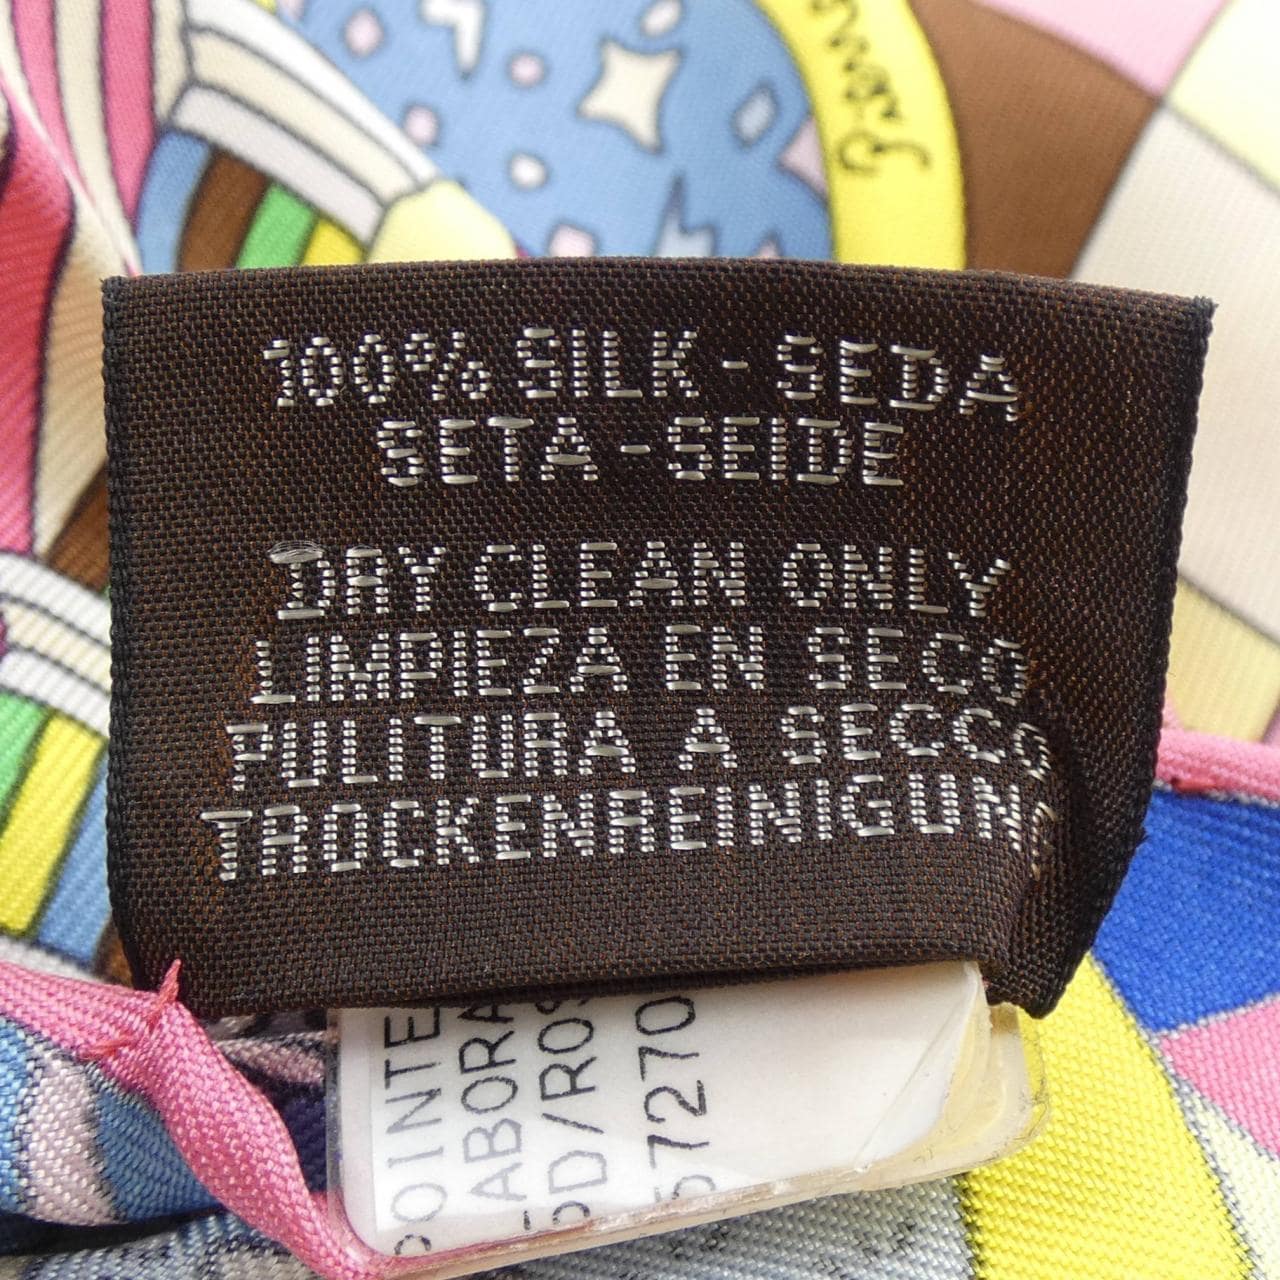 100% SILK - SEDA
SETA - SEIDE
DRY CLEAN ONLY
LIMPIEZA EN SECO
PULITURA A SECCO
TROCKENREINIGUNG